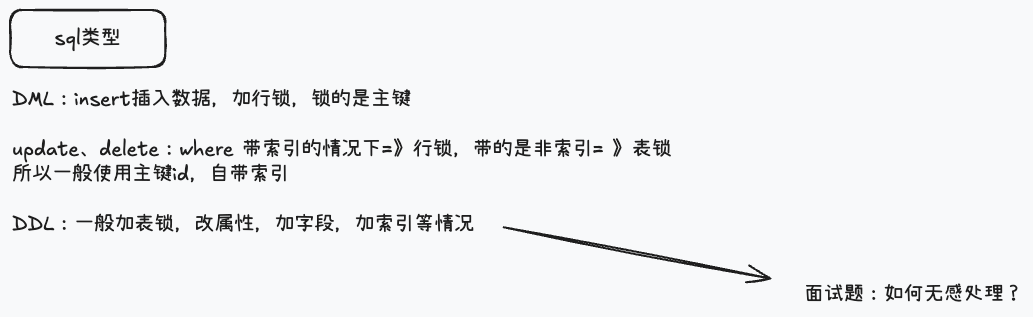 sql类型
DML：insert插入数据，加行锁，锁的是主键
update、delete：where 带索引的情况下=》行锁，带的是非索引= 》表锁
所以一般使用主键id，自带索引
DDL：一般加表锁，改属性，加字段，加索引等情况
面试题：如何无感处理？